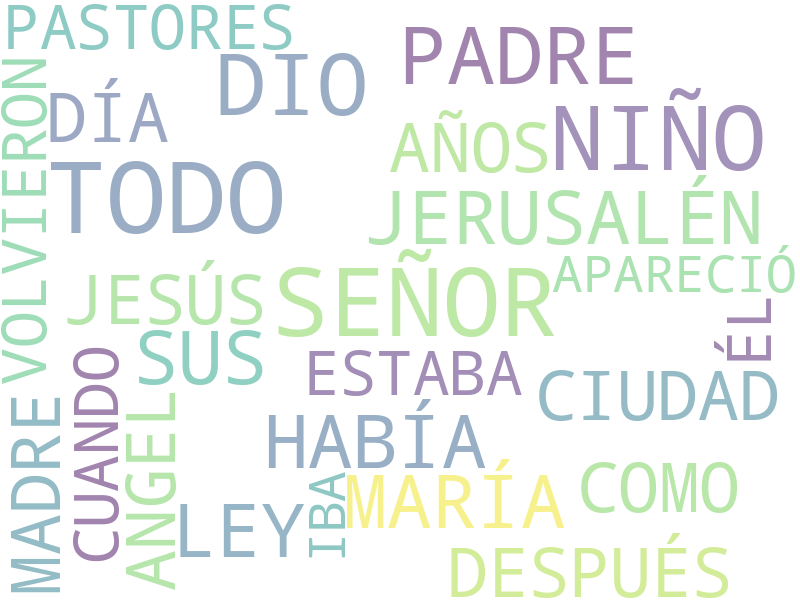 PASTORES
PADRE
DIO
VOLVIERON
DÍA
NIÑO
AÑOS
TODO
JERUSALÉN
APARECIÓ
SEÑOR
JESÚS
ÉL
SUS
CUANDO
ESTABA
CIUDAD
MADRE
ANGEL
HABÍA
COMO
IBA
MARÍA
LEY
DESPUÉS